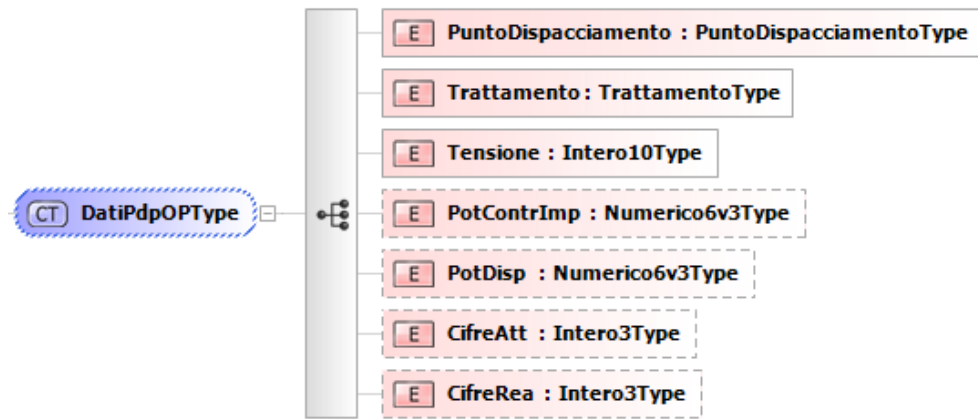 E PuntoDispacciamento : PuntoDispacciamentoType
E Trattamento : TrattamentoType
E Tensione : Intero10Type
CT DatiPdpOPType
E PotContrImp : Numerico6v3Type
E PotDisp : Numerico6v3Type
E CifreAtt : Intero3Type
E CifreRea : Intero3Type